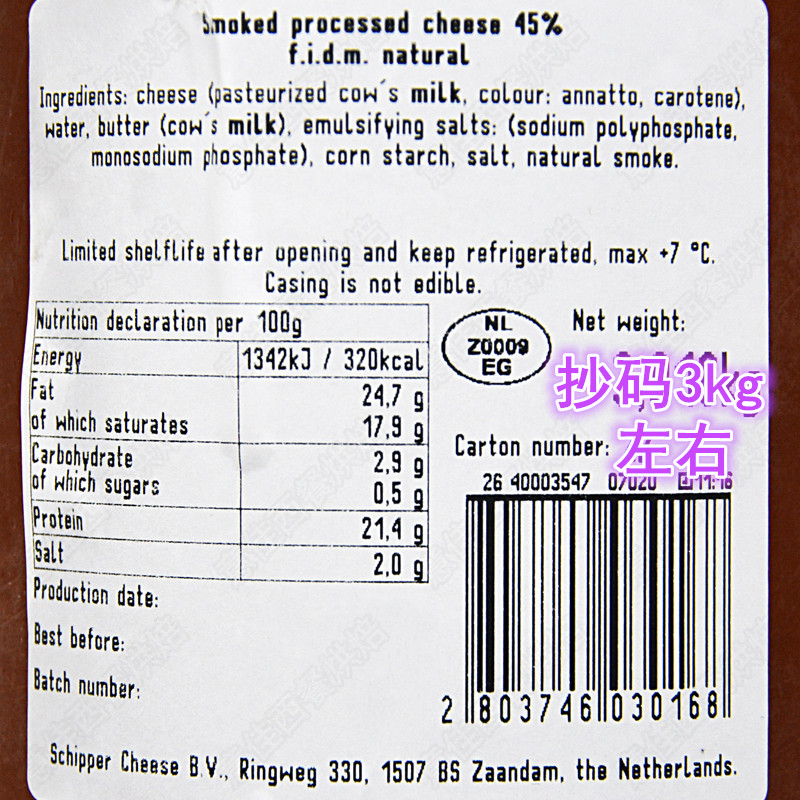 Smoked processed cheese 45%
f.i.d.m. natural
Ingredients: cheese (pasteurized cow´s milk, colour: annatto, carotene),
water, butter (cow´s milk), emulsifying salts: (sodium polyphosphate,
monosodium phosphate), corn starch, salt, natural smoke.
Limited shelflife after opening and keep refrigerated, max +7 °C.
Casing is not edible.
Nutrition declaration per 100g
Energy 1342kJ / 320kcal
Fat 24,7 g
of which saturates 17,9 g
Carbohydrate 2,9 g
of which sugars 0,5 g
Protein 21,4 g
Salt 2,0 g
Production date:
Best before:
Batch number:
NL
Z0009
EG
Net weight:
抄码3kg
左右
Carton number:
26 40003547 07020 11:16
2 803746 030168
Schipper Cheese B.V., Ringweg 330, 1507 BS Zaandam, the Netherlands.